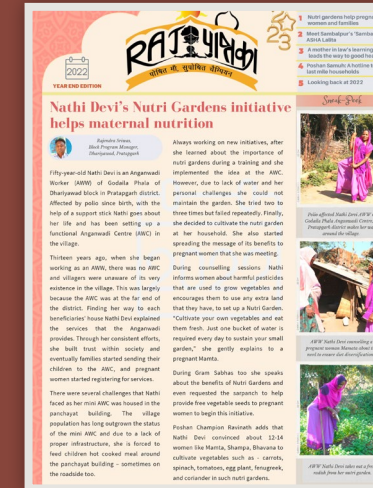 2022
YEAR END EDITION
राजपुष्टिका
पोषित माँ, सुपोषित चैम्पियन
23
1 Nutri gardens help pregn
women and families
2 Meet Sambalpur's 'Samba
ASHA Lalita
3 A mother in law's learning
leads the way to good hea
4 Poshan Samuh: A hotline t
last mile households
5 Looking back at 2022
Nathi Devi's Nutri Gardens initiative
helps maternal nutrition
Rajendra Sriwas,
Block Program Manager,
Dhariyawad, Pratapgarh
Fifty-year-old Nathi Devi is an Anganwadi
Worker (AWW) of Godaila Phala of
Dhariyawad block in Pratapgarh district.
Affected by polio since birth, with the
help of a support stick Nathi goes about
her life and has been setting up a
functional Anganwadi Centre (AWC) in
the village.
Thirteen years ago, when she began
working as an AWW, there was no AWC
and villagers were unaware of its very
existence in the village. This was largely
because the AWC was at the far end of
the district. Finding her way to each
beneficiaries' house Nathi Devi explained
the services that the Anganwadi
provides. Through her consistent efforts,
she built trust within society and
eventually families started sending their
children to the AWC, and pregnant
women started registering for services.
There were several challenges that Nathi
faced as her mini AWC was housed in the
panchayat building. The village
population has long outgrown the status
of the mini AWC and due to a lack of
proper infrastructure, she is forced to
feed children hot cooked meal around
the panchayat building – sometimes on
the roadside too.
Always working on new initiatives, after
she learned about the importance of
nutri gardens during a training and she
implemented the idea at the AWC.
However, due to lack of water and her
personal challenges she could not
maintain the garden. She tried two to
three times but failed repeatedly. Finally,
she decided to cultivate the nutri garden
at her household. She also started
spreading the message of its benefits to
pregnant women that she was meeting.
During counselling sessions Nathi
informs women about harmful pesticides
that are used to grow vegetables and
encourages them to use any extra land
that they have, to set up a Nutri Garden.
"Cultivate your own vegetables and eat
them fresh. Just one bucket of water is
required every day to sustain your small
garden," she gently explains to a
pregnant Mamta.
During Gram Sabhas too she speaks
about the benefits of Nutri Gardens and
even requested the sarpanch to help
provide free vegetable seeds to pregnant
women to begin this initiative.
Poshan Champion Ravinath adds that
Nathi Devi convinced about 12-14
women like Mamta, Shampa, Bhavana to
cultivate vegetables such as - carrots,
spinach, tomatoes, egg plant, fenugreek,
and coriander in such nutri gardens.
Sneak-Peek
Polio affected Nathi Devi AWW o
Godaila Phala Anganwadi Centre,
Pratapgarh district makes her wa
around the village.
AWW Nathi Devi counselling a
pregnant woman Mamata about t
need to ensure diet diversification
AWW Nathi Devi takes out a fre
radish from her nutri garden.